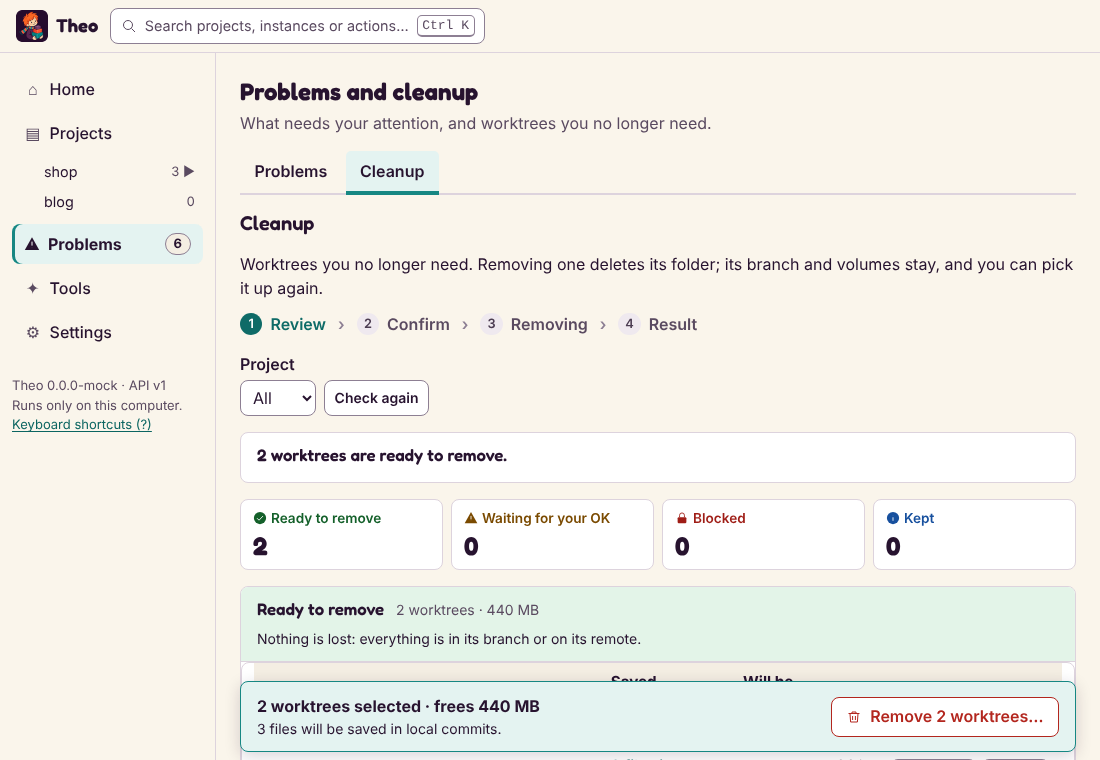 Theo
Search projects, instances or actions... Ctrl K
Home
Projects
shop 3
blog 0
Problems 6
Tools
Settings
Theo 0.0.0-mock · API v1
Runs only on this computer.
Keyboard shortcuts (?)
Problems and cleanup
What needs your attention, and worktrees you no longer need.
Problems Cleanup
Cleanup
Worktrees you no longer need. Removing one deletes its folder; its branch and volumes stay, and you can pick
it up again.
1 Review › 2 Confirm › 3 Removing › 4 Result
Project
All Check again
2 worktrees are ready to remove.
Ready to remove
2
Waiting for your OK
0
Blocked
0
Kept
0
Ready to remove 2 worktrees · 440 MB
Nothing is lost: everything is in its branch or on its remote.
Saved Will be
2 worktrees selected · frees 440 MB
3 files will be saved in local commits.
Remove 2 worktrees...